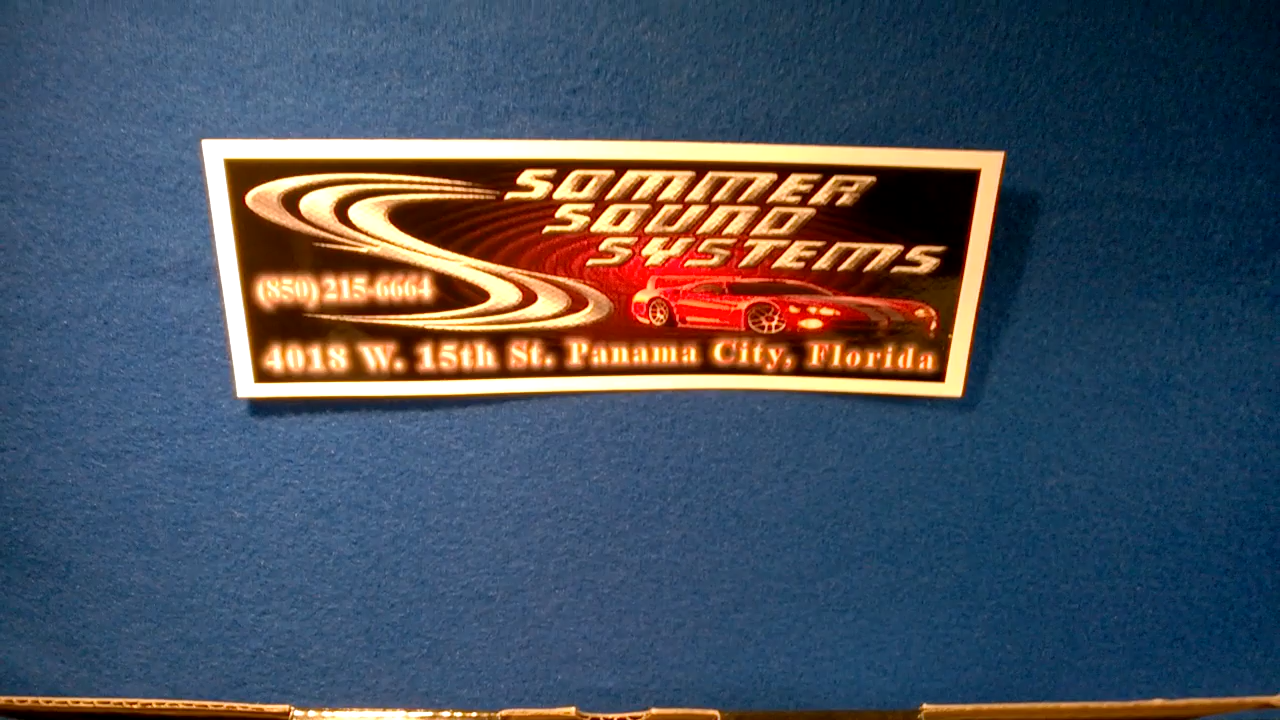 SOMMER
SOUND
SYSTEMS
(850) 215-6664
4018 W. 15th St. Panama City, Florida